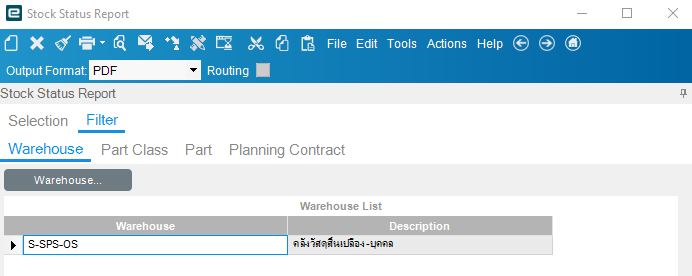 Stock Status Report
File Edit Tools Actions Help
Output Format: PDF Routing
Stock Status Report
Selection Filter
Warehouse Part Class Part Planning Contract
Warehouse...
Warehouse List
Warehouse Description
S-SPS-OS คลังวัสดุสิ้นเปลือง-บุคคล